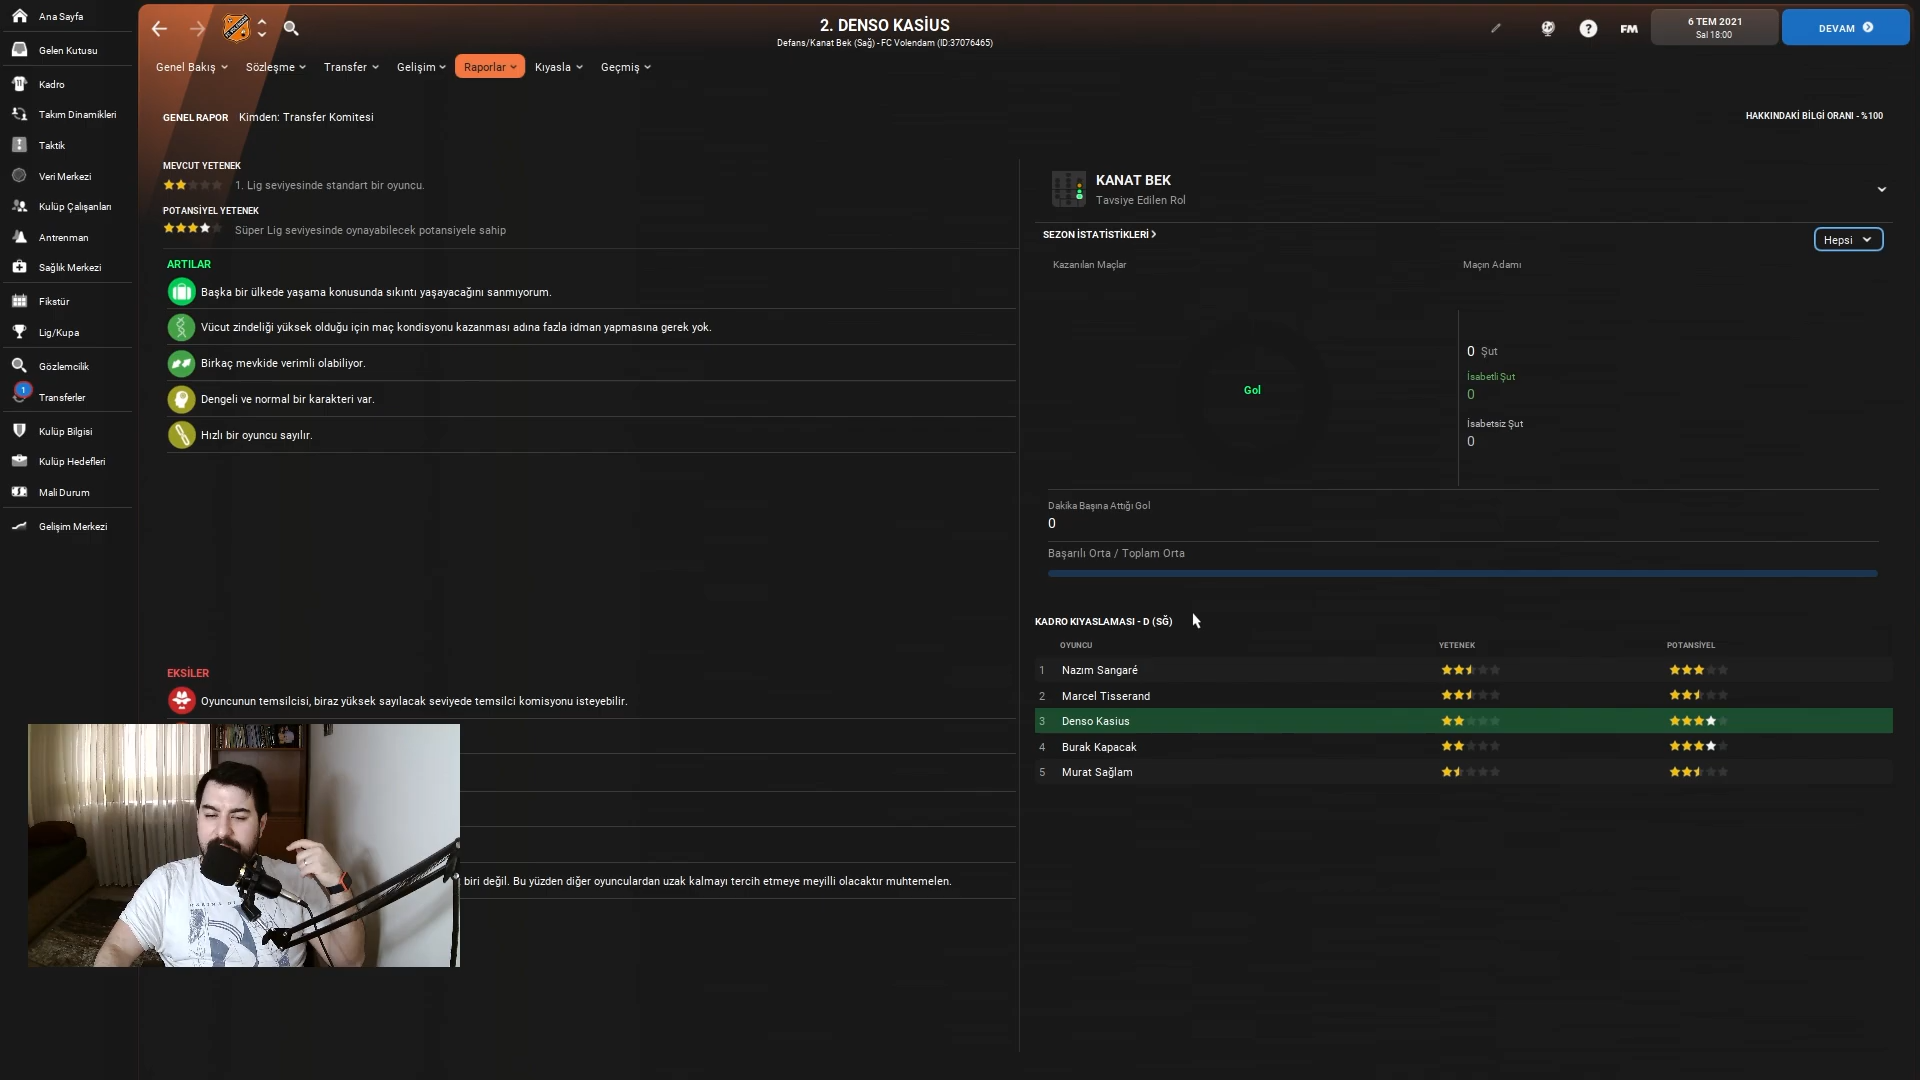 Ana Sayfa
Gelen Kutusu
Kadro
Takım Dinamikleri
Taktik
Veri Merkezi
Kulüp Çalışanları
Antrenman
Sağlık Merkezi
Fikstür
Lig/Kupa
Gözlemcilik
1
Transferler
Kulüp Bilgisi
Kulüp Hedefleri
Mali Durum
Gelişim Merkezi
2. DENSO KASİUS
Defans/Kanat Bek (Sağ) - FC Volendam (ID:37076465)
?
FM
6 TEM 2021
Sal 18:00
DEVAM
Genel Bakış
Sözleşme
Transfer
Gelişim
Raporlar
Kıyasla
Geçmiş
GENEL RAPOR Kimden: Transfer Komitesi
HAKKINDAKİ BİLGİ ORANI - %100
MEVCUT YETENEK
1. Lig seviyesinde standart bir oyuncu.
POTANSİYEL YETENEK
Süper Lig seviyesinde oynayabilecek potansiyele sahip
ARTILAR
Başka bir ülkede yaşama konusunda sıkıntı yaşayacağını sanmıyorum.
Vücut zindeliği yüksek olduğu için maç kondisyonu kazanması adına fazla idman yapmasına gerek yok.
Birkaç mevkide verimli olabiliyor.
Dengeli ve normal bir karakteri var.
Hızlı bir oyuncu sayılır.
EKSİLER
Oyuncunun temsilcisi, biraz yüksek sayılacak seviyede temsilci komisyonu isteyebilir.
biri değil. Bu yüzden diğer oyunculardan uzak kalmayı tercih etmeye meyilli olacaktır muhtemelen.
KANAT BEK
Tavsiye Edilen Rol
SEZON İSTATİSTİKLERİ
Hepsi
Kazanılan Maçlar
Maçın Adamı
Gol
0 Şut
İsabetli Şut
0
İsabetsiz Şut
0
Dakika Başına Attığı Gol
0
Başarılı Orta / Toplam Orta
KADRO KIYASLAMASI - D (SĞ)
OYUNCU YETENEK POTANSİYEL
1 Nazım Sangaré
2 Marcel Tisserand
3 Denso Kasius
4 Burak Kapacak
5 Murat Sağlam